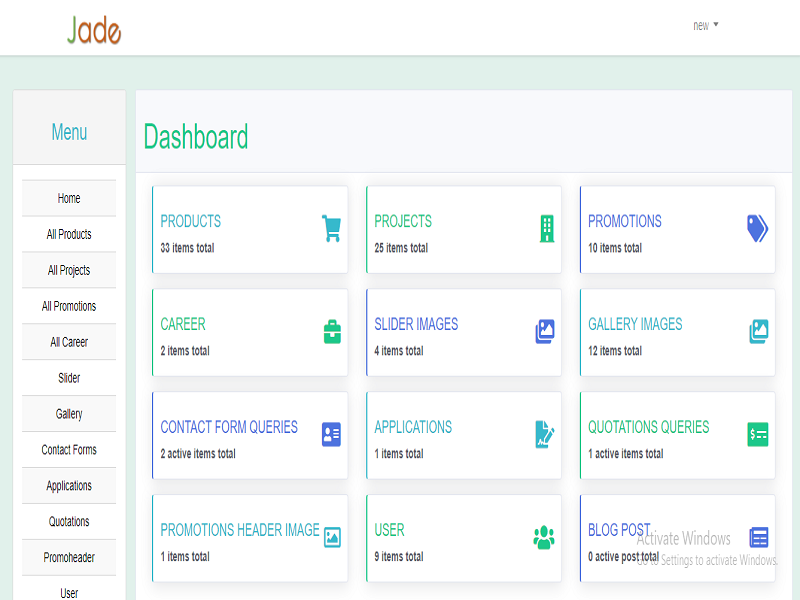 Jade
new
Menu
Home
All Products
All Projects
All Promotions
All Career
Slider
Gallery
Contact Forms
Applications
Quotations
Promoheader
User
Dashboard
PRODUCTS
33 items total
PROJECTS
25 items total
PROMOTIONS
10 items total
CAREER
2 items total
SLIDER IMAGES
4 items total
GALLERY IMAGES
12 items total
CONTACT FORM QUERIES
2 active items total
APPLICATIONS
1 items total
QUOTATIONS QUERIES
1 active items total
PROMOTIONS HEADER IMAGE
1 items total
USER
9 items total
BLOG POST
0 active post total
Activate Windows
Go to Settings to activate Windows.